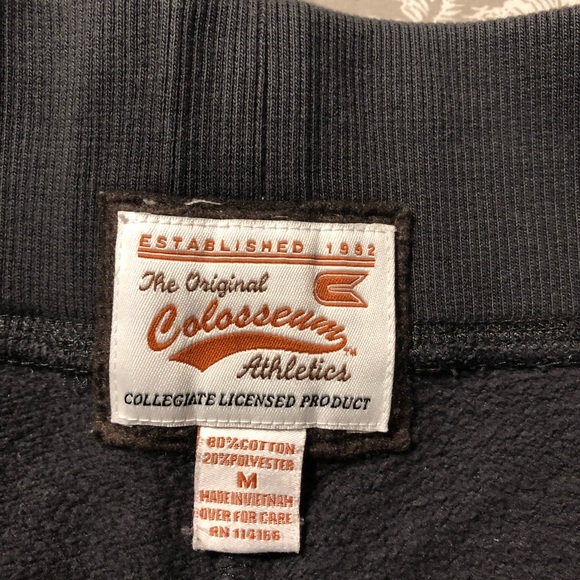 ESTABLISHED 1992
The Original
Colosseum
TM
Athletics
COLLEGIATE LICENSED PRODUCT
80% COTTON
20% POLYESTER
M
MADE IN VIETNAM
OVER FOR CARE
RN 114166